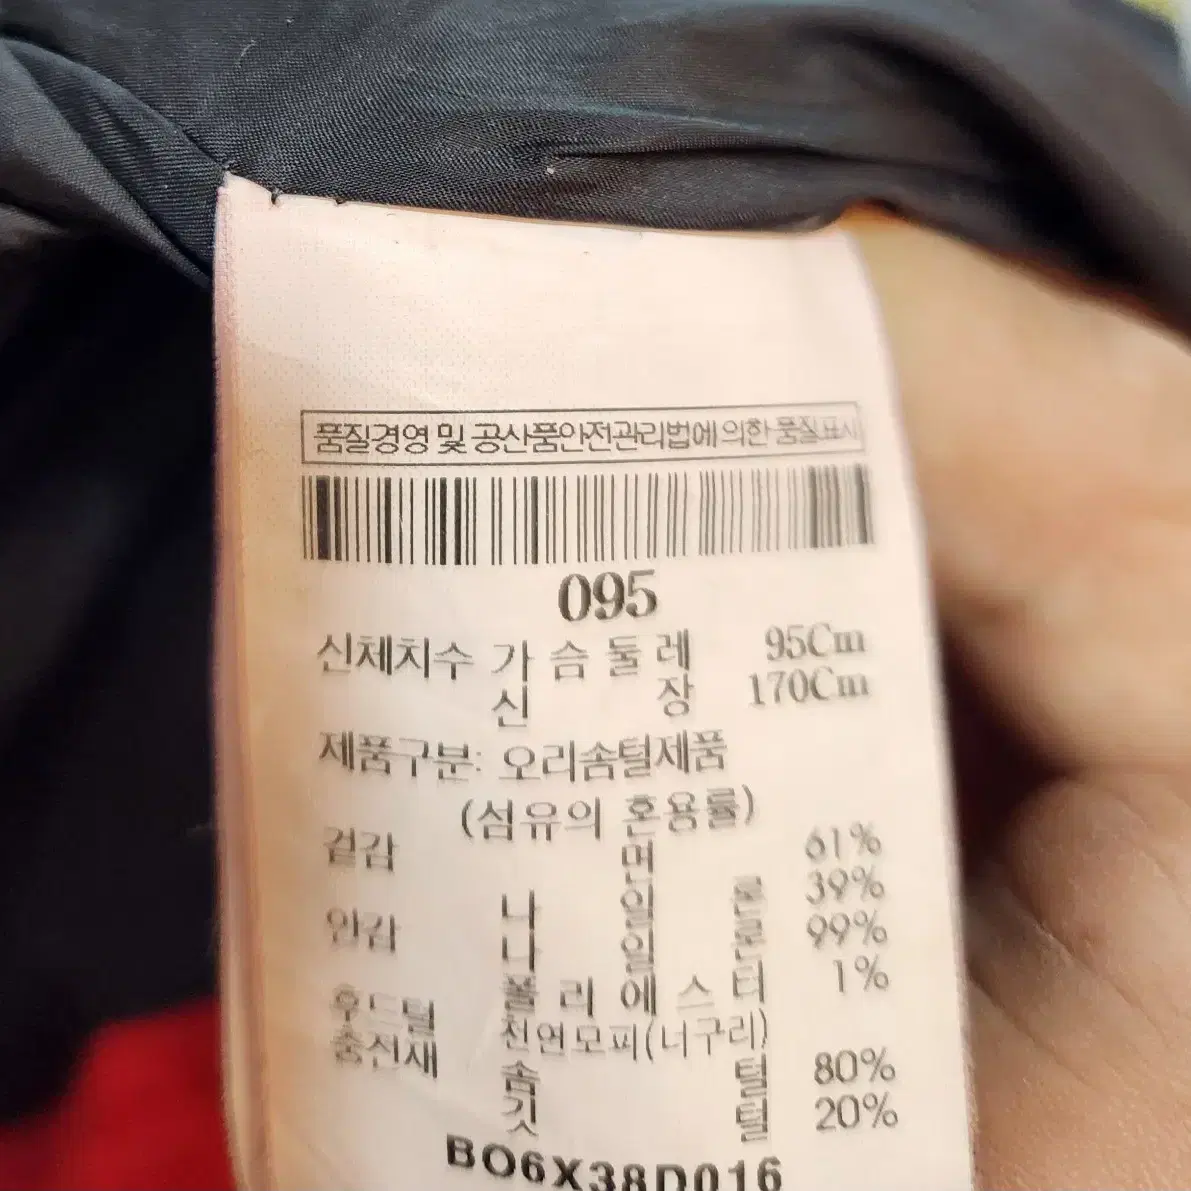 품질경영 및 공산품안전관리법에 의한 품질표시
095
신체치수 가 슴 둘 레 95Cm
신 장 170Cm
제품구분: 오리솜털제품
(섬유의 혼용률)
겉감 면 61%
나 일 론 39%
안감 나 일 론 99%
폴 리 에 스 터 1%
후드털 천연모피(너구리)
충전재 솜 털 80%
깃 털 20%
BO6X38D016